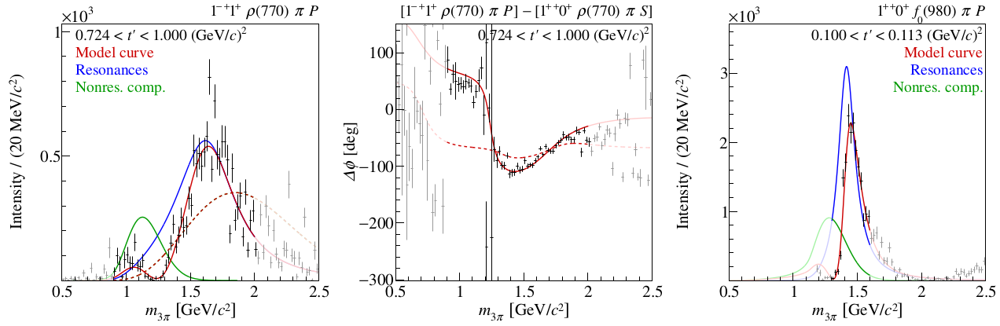 ×10³
1⁻⁺1⁺ ρ(770) π P
0.724 < t′ < 1.000 (GeV/c)²
Model curve
Resonances
Nonres. comp.
Intensity / (20 MeV/c²)
1
0.5
0.5 1 1.5 2 2.5
m₃π [GeV/c²]
[1⁻⁺1⁺ ρ(770) π P] − [1⁺⁺0⁺ ρ(770) π S]
0.724 < t′ < 1.000 (GeV/c)²
Δϕ [deg]
100
0
−100
−200
−300
0.5 1 1.5 2 2.5
m₃π [GeV/c²]
×10³
1⁺⁺0⁺ f₀(980) π P
0.100 < t′ < 0.113 (GeV/c)²
Model curve
Resonances
Nonres. comp.
Intensity / (20 MeV/c²)
3
2
1
0.5 1 1.5 2 2.5
m₃π [GeV/c²]